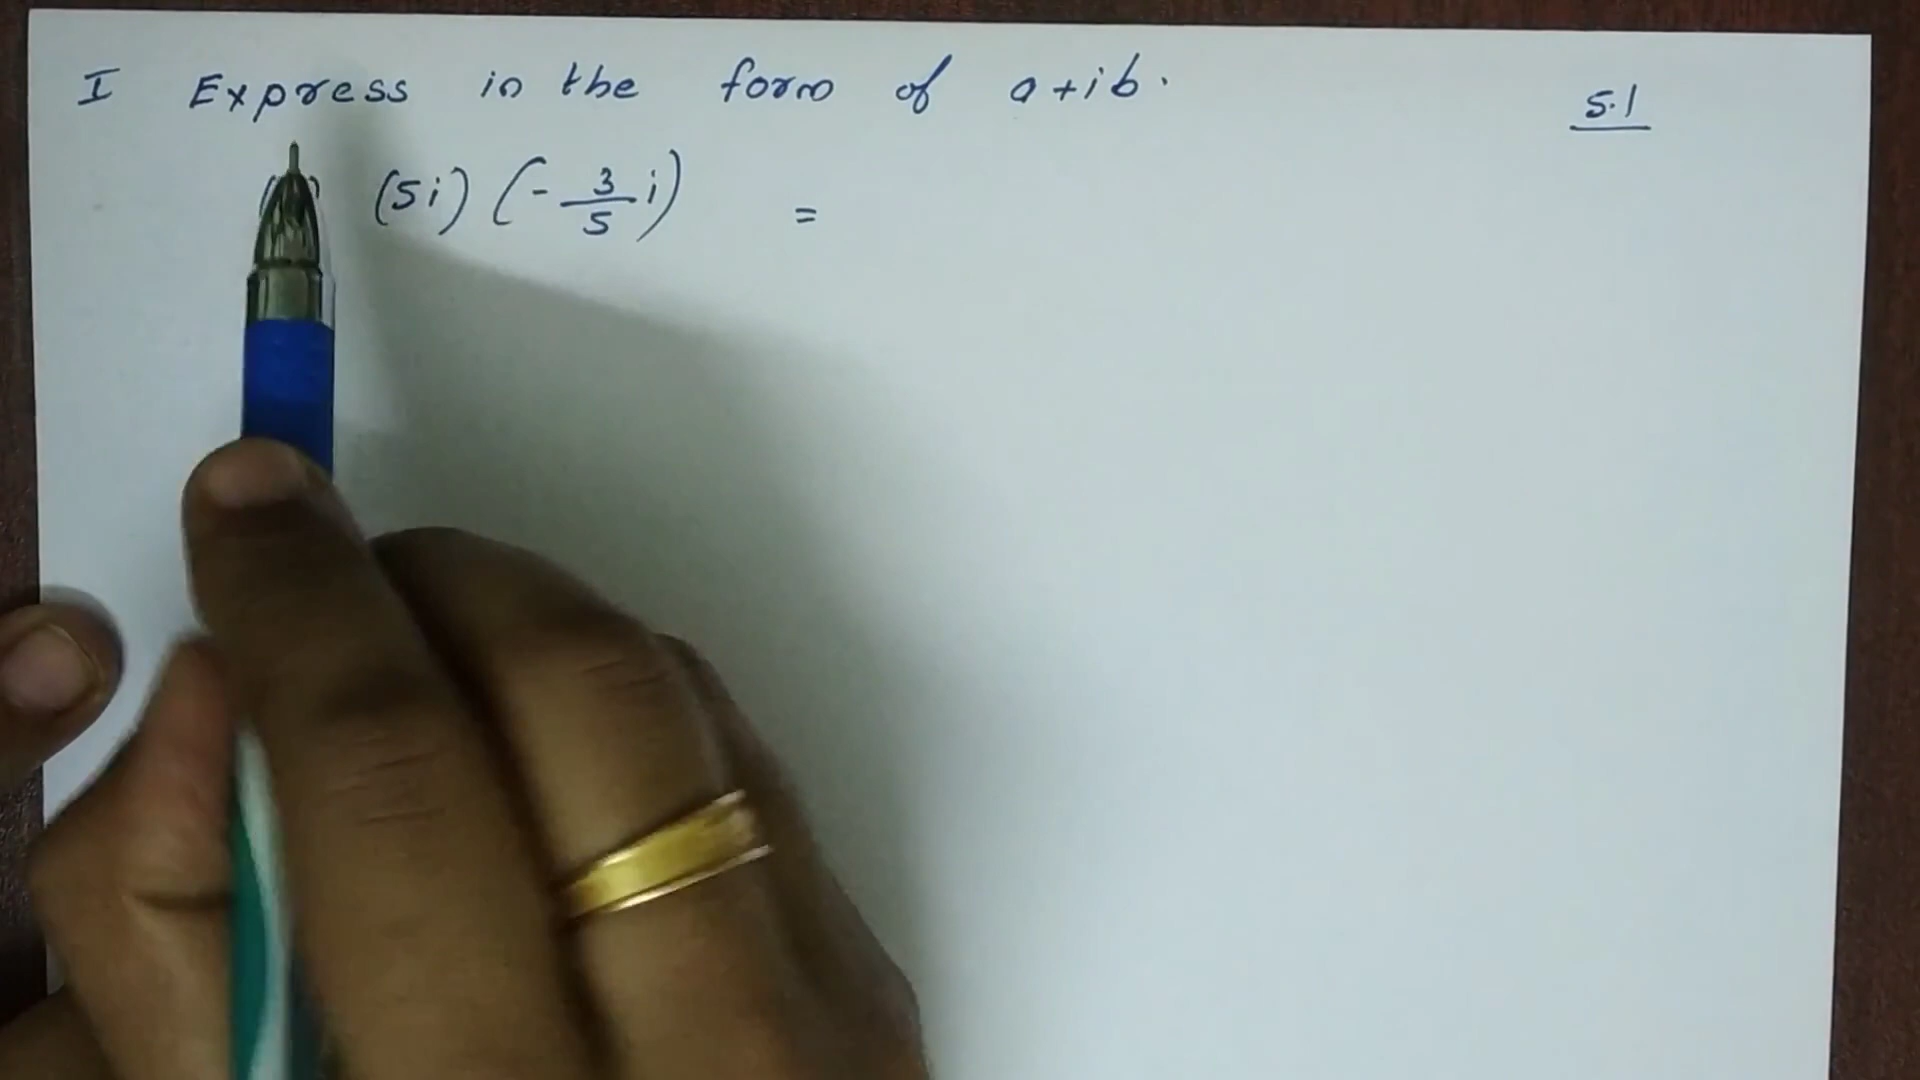 I Express in the form of a+ib.
5.1
(5i) (-3/5 i) =